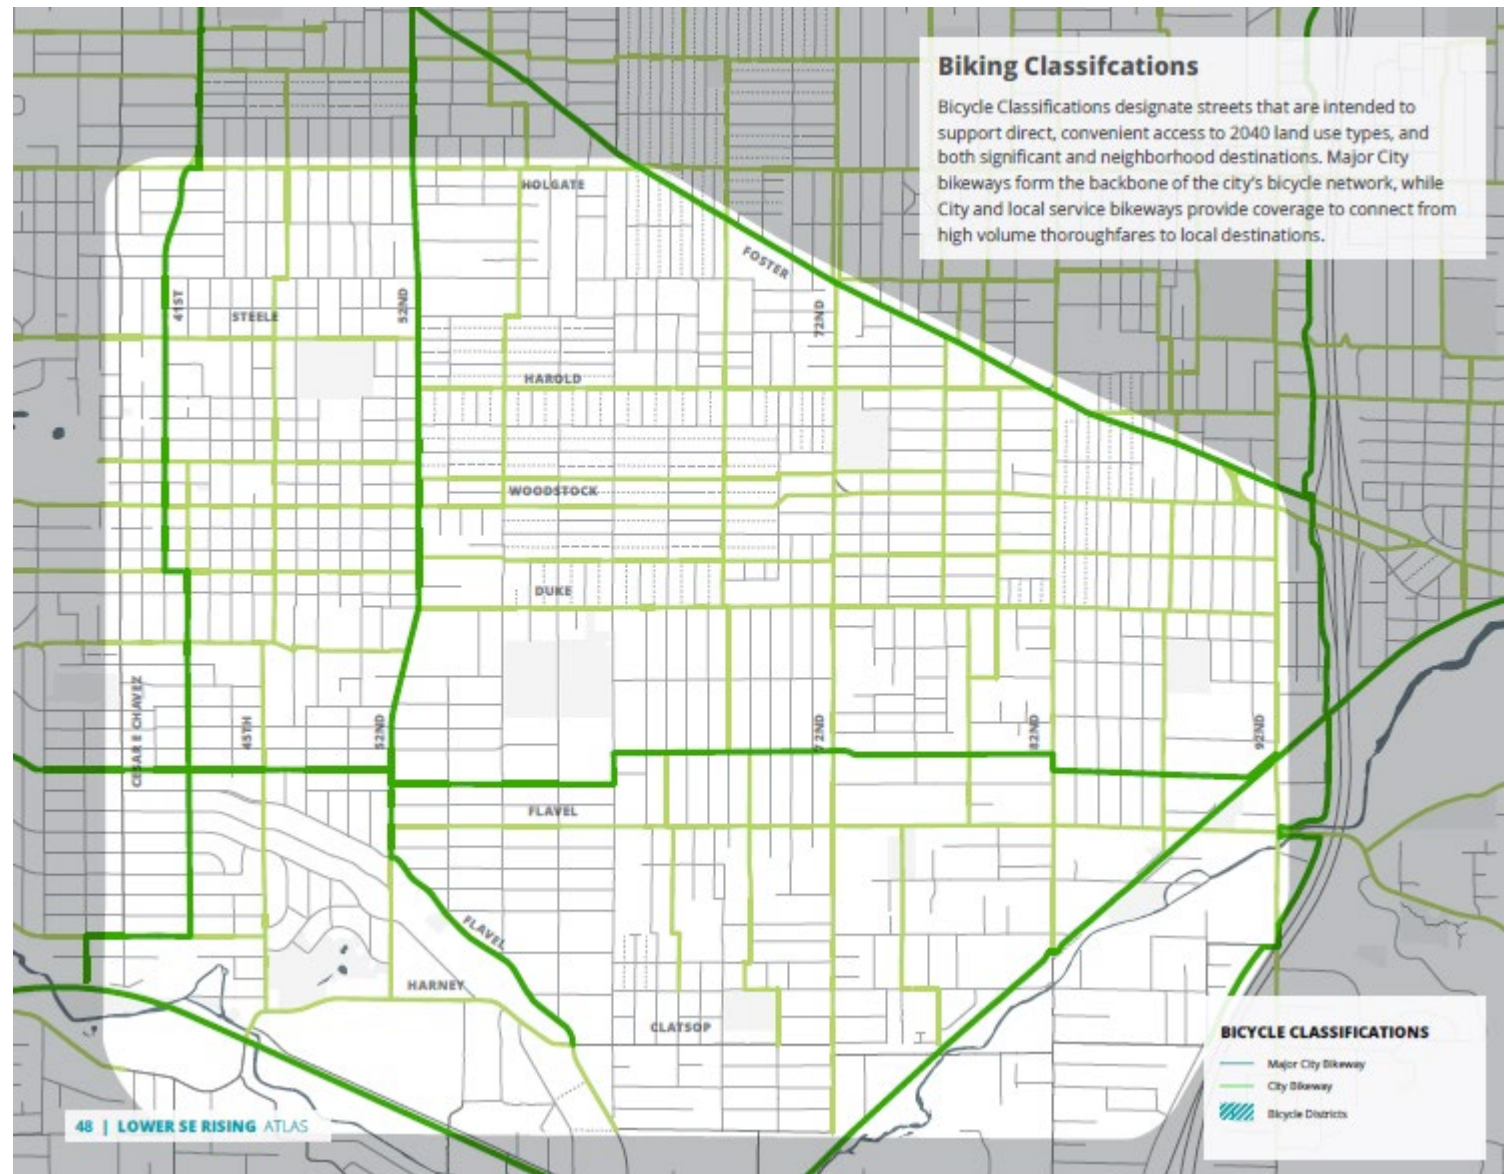 Biking Classifcations
Bicycle Classifications designate streets that are intended to
support direct, convenient access to 2040 land use types, and
both significant and neighborhood destinations. Major City
bikeways form the backbone of the city's bicycle network, while
City and local service bikeways provide coverage to connect from
high volume thoroughfares to local destinations.
HOLGATE
FOSTER
41ST
STEELE
52ND
72ND
HAROLD
WOODSTOCK
DUKE
CESAR E CHAVEZ
45TH
52ND
72ND
82ND
92ND
FLAVEL
FLAVEL
HARNEY
CLATSOP
BICYCLE CLASSIFICATIONS
Major City Bikeway
City Bikeway
Bicycle Districts
48 | LOWER SE RISING ATLAS